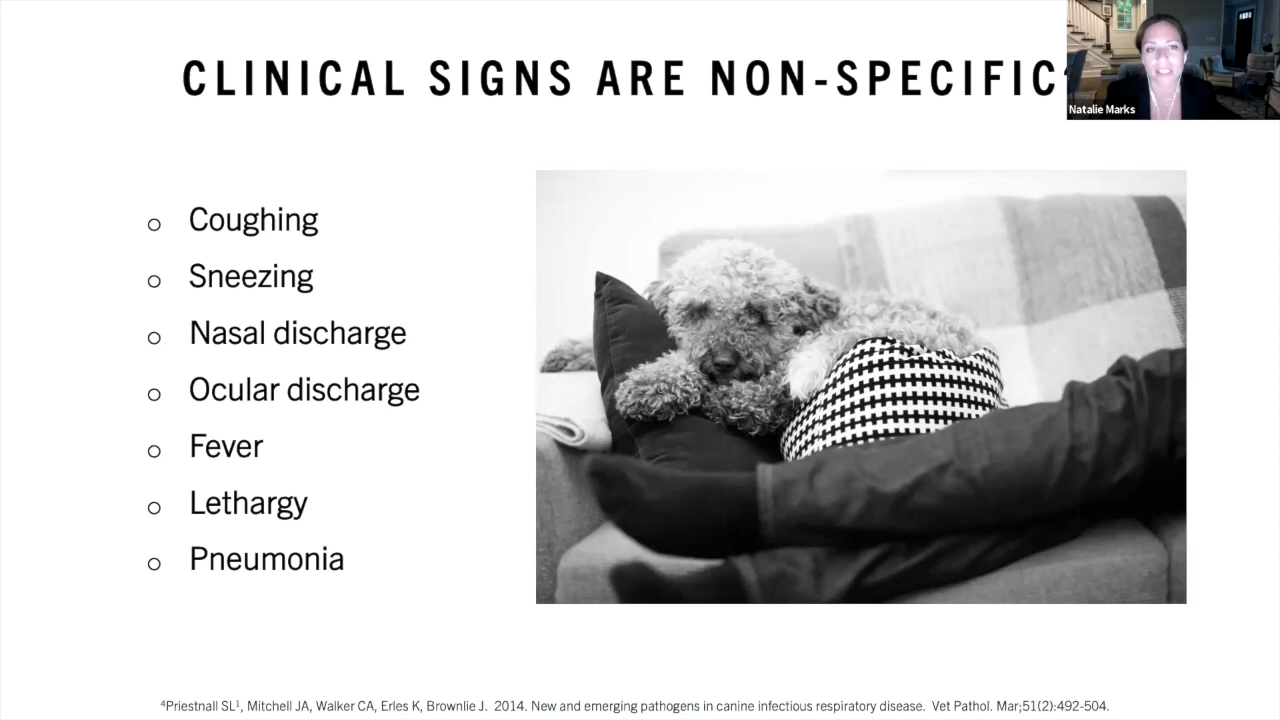 CLINICAL SIGNS ARE NON-SPECIFIC
Natalie Marks
Coughing
Sneezing
Nasal discharge
Ocular discharge
Fever
Lethargy
Pneumonia
⁴Priestnall SL¹, Mitchell JA, Walker CA, Erles K, Brownlie J. 2014. New and emerging pathogens in canine infectious respiratory disease. Vet Pathol. Mar;51(2):492-504.